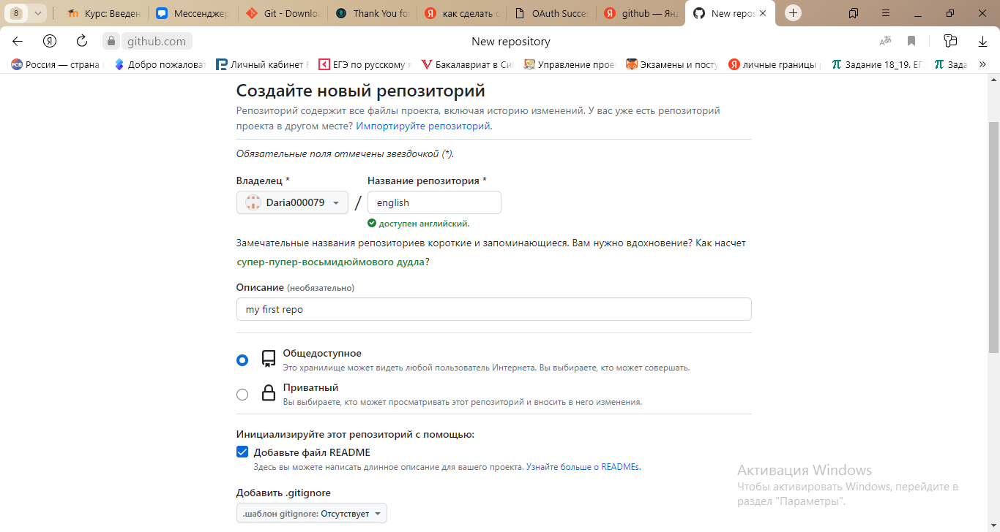 8
Курс: Введен
Мессенджер
Git - Downlo
Thank You fo
как сделать с
OAuth Succe
github — Ян
New repos
github.com
New repository
Россия — страна
Добро пожаловат
Личный кабинет
ЕГЭ по русскому я
Бакалавриат в Си
Управление прое
Экзамены и посту
личные границы р
Задание 18_19. ЕГ
Зада
Создайте новый репозиторий
Репозиторий содержит все файлы проекта, включая историю изменений. У вас уже есть репозиторий
проекта в другом месте? Импортируйте репозиторий.
Обязательные поля отмечены звездочкой (*).
Владелец *
Название репозитория *
Daria000079
/
english
доступен английский.
Замечательные названия репозиториев короткие и запоминающиеся. Вам нужно вдохновение? Как насчет
супер-пупер-восьмидюймового дудла?
Описание (необязательно)
my first repo
Общедоступное
Это хранилище может видеть любой пользователь Интернета. Вы выбираете, кто может совершать.
Приватный
Вы выбираете, кто может просматривать этот репозиторий и вносить в него изменения.
Инициализируйте этот репозиторий с помощью:
Добавьте файл README
Здесь вы можете написать длинное описание для вашего проекта. Узнайте больше о READMEs.
Добавить .gitignore
.шаблон gitignore: Отсутствует
Активация Windows
Чтобы активировать Windows, перейдите в
раздел "Параметры".